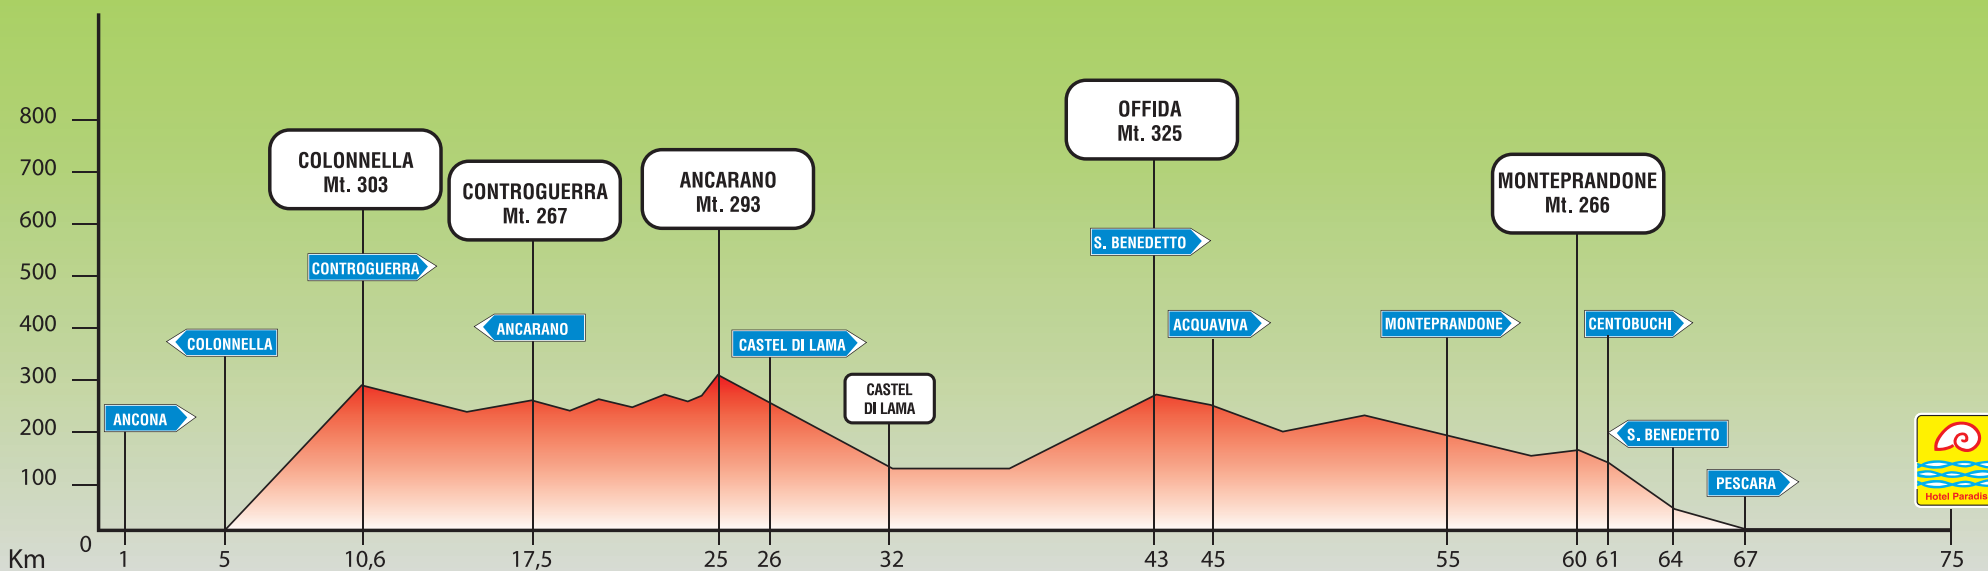 800
700
600
500
400
300
200
100
0
Km
COLONNELLA
Mt. 303
CONTROGUERRA
Mt. 267
ANCARANO
Mt. 293
OFFIDA
Mt. 325
MONTEPRANDONE
Mt. 266
CONTROGUERRA
S. BENEDETTO
COLONNELLA
ANCARANO
CASTEL DI LAMA
ACQUAVIVA
MONTEPRANDONE
CENTOBUCHI
ANCONA
CASTEL
DI LAMA
S. BENEDETTO
PESCARA
Hotel Paradis
1 5 10,6 17,5 25 26 32 43 45 55 60 61 64 67 75